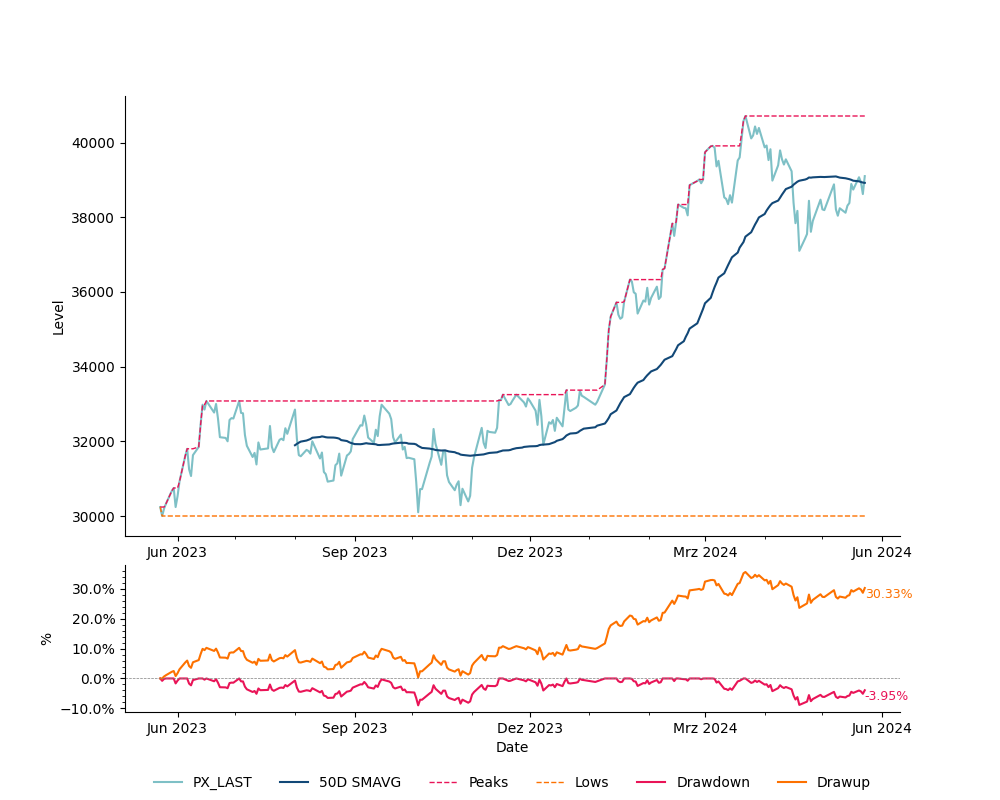 40000
38000
36000
34000
32000
30000
Level
Jun 2023 Sep 2023 Dez 2023 Mrz 2024 Jun 2024
30.0%
20.0%
10.0%
0.0%
−10.0%
%
30.33%
-3.95%
Jun 2023 Sep 2023 Dez 2023 Mrz 2024 Jun 2024
Date
PX_LAST 50D SMAVG Peaks Lows Drawdown Drawup